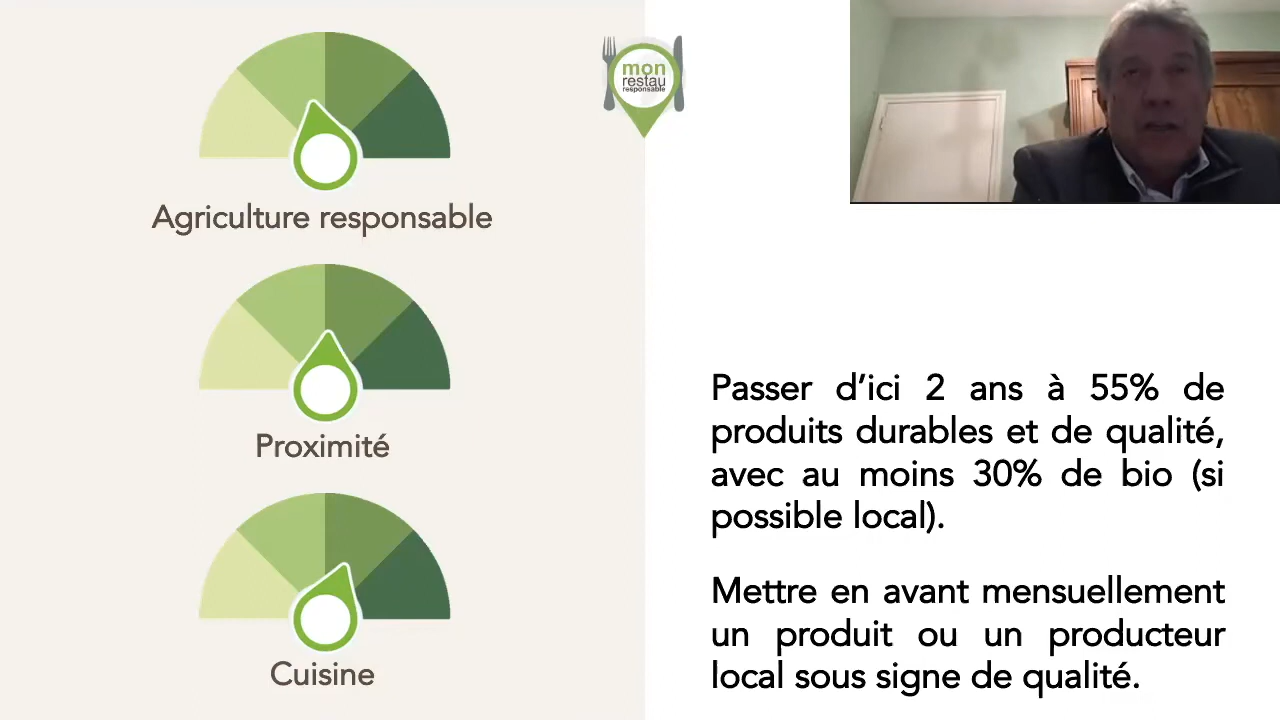 mon
restau
responsable
Agriculture responsable
Proximité
Cuisine
Passer d’ici 2 ans à 55% de
produits durables et de qualité,
avec au moins 30% de bio (si
possible local).
Mettre en avant mensuellement
un produit ou un producteur
local sous signe de qualité.